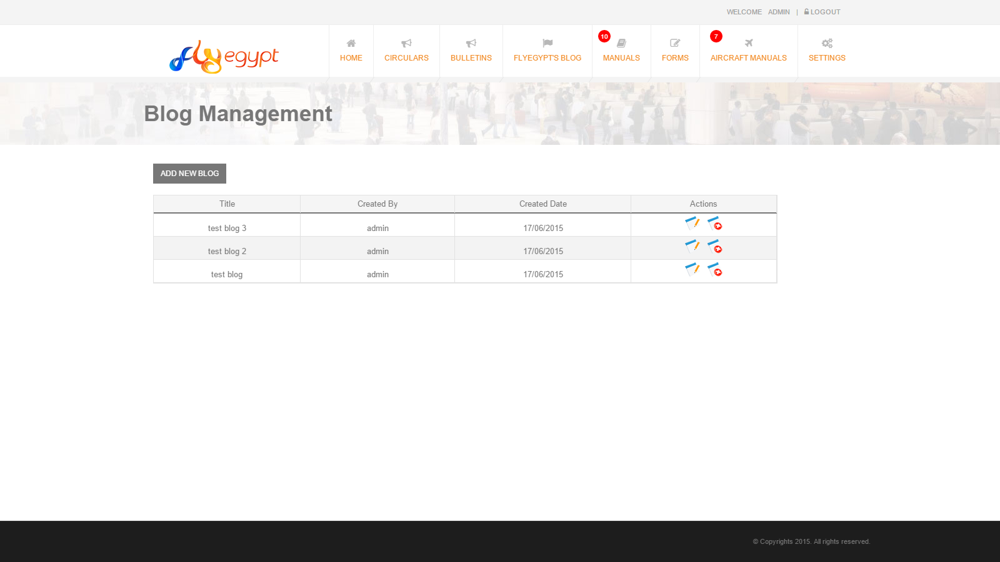 WELCOME ADMIN | LOGOUT
flyegypt
10
7
HOME CIRCULARS BULLETINS FLYEGYPT'S BLOG MANUALS FORMS AIRCRAFT MANUALS SETTINGS
Blog Management
ADD NEW BLOG
Title Created By Created Date Actions
test blog 3 admin 17/06/2015
test blog 2 admin 17/06/2015
test blog admin 17/06/2015
© Copyrights 2015. All rights reserved.